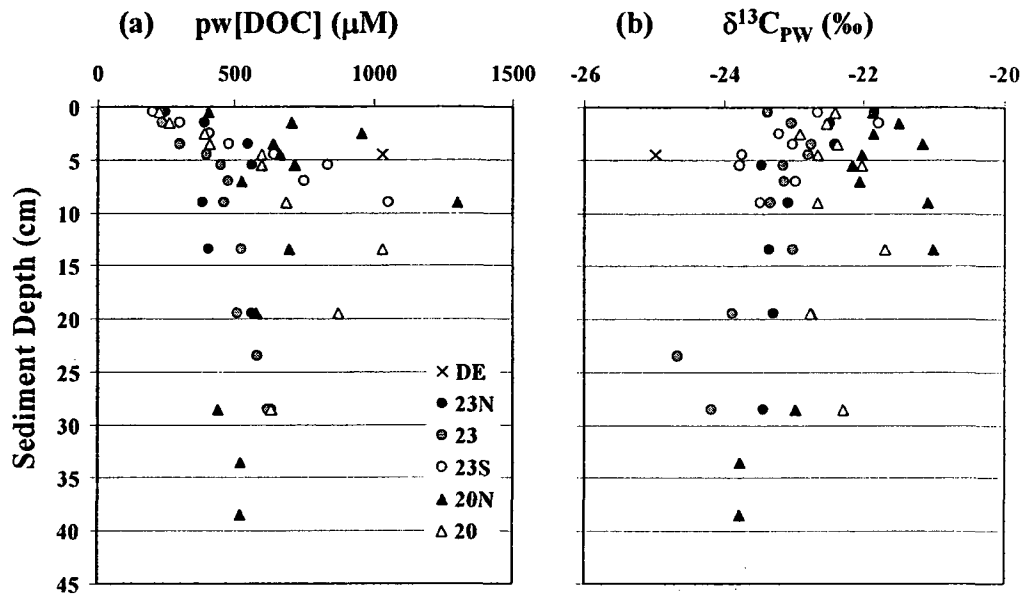 (a) pw[DOC] (μM)
(b) δ¹³C_PW (‰)
0 500 1000 1500
-26 -24 -22 -20
Sediment Depth (cm)
0
5
10
15
20
25
30
35
40
45
× DE
● 23N
● 23
○ 23S
▲ 20N
△ 20